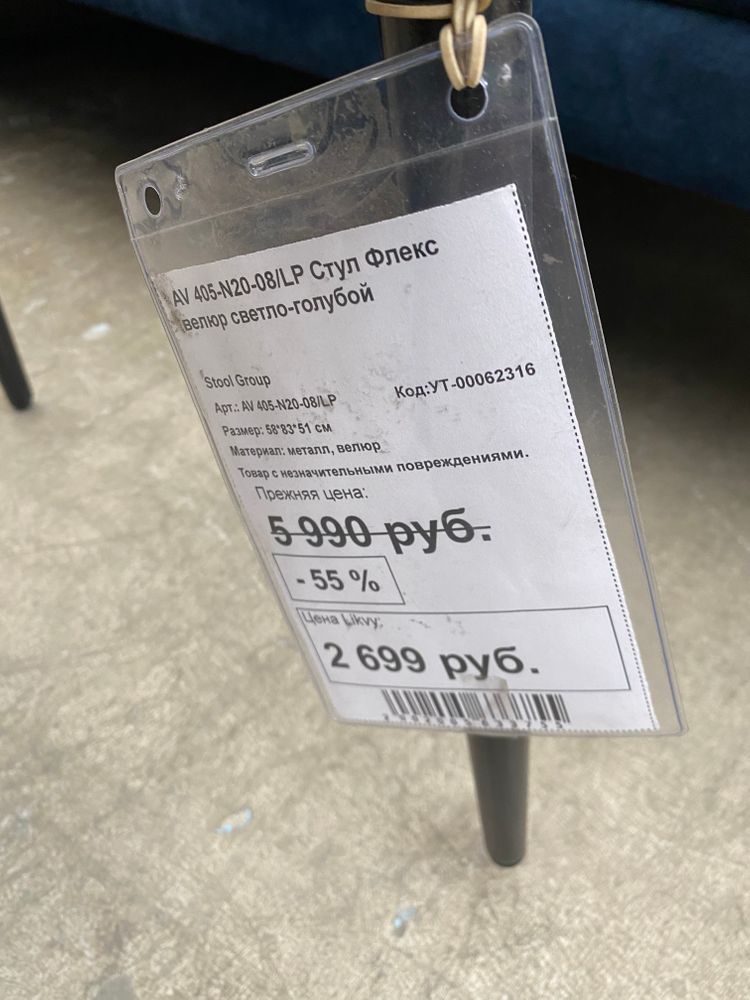 AV 405-N20-08/LP Стул Флекс
велюр светло-голубой
Stool Group
Арт.: AV 405-N20-08/LP
Код:УТ-00062316
Размер: 58*83*51 см
Материал: металл, велюр
Товар с незначительными повреждениями.
Прежняя цена:
5 990 руб.
- 55 %
Цена Likvy:
2 699 руб.